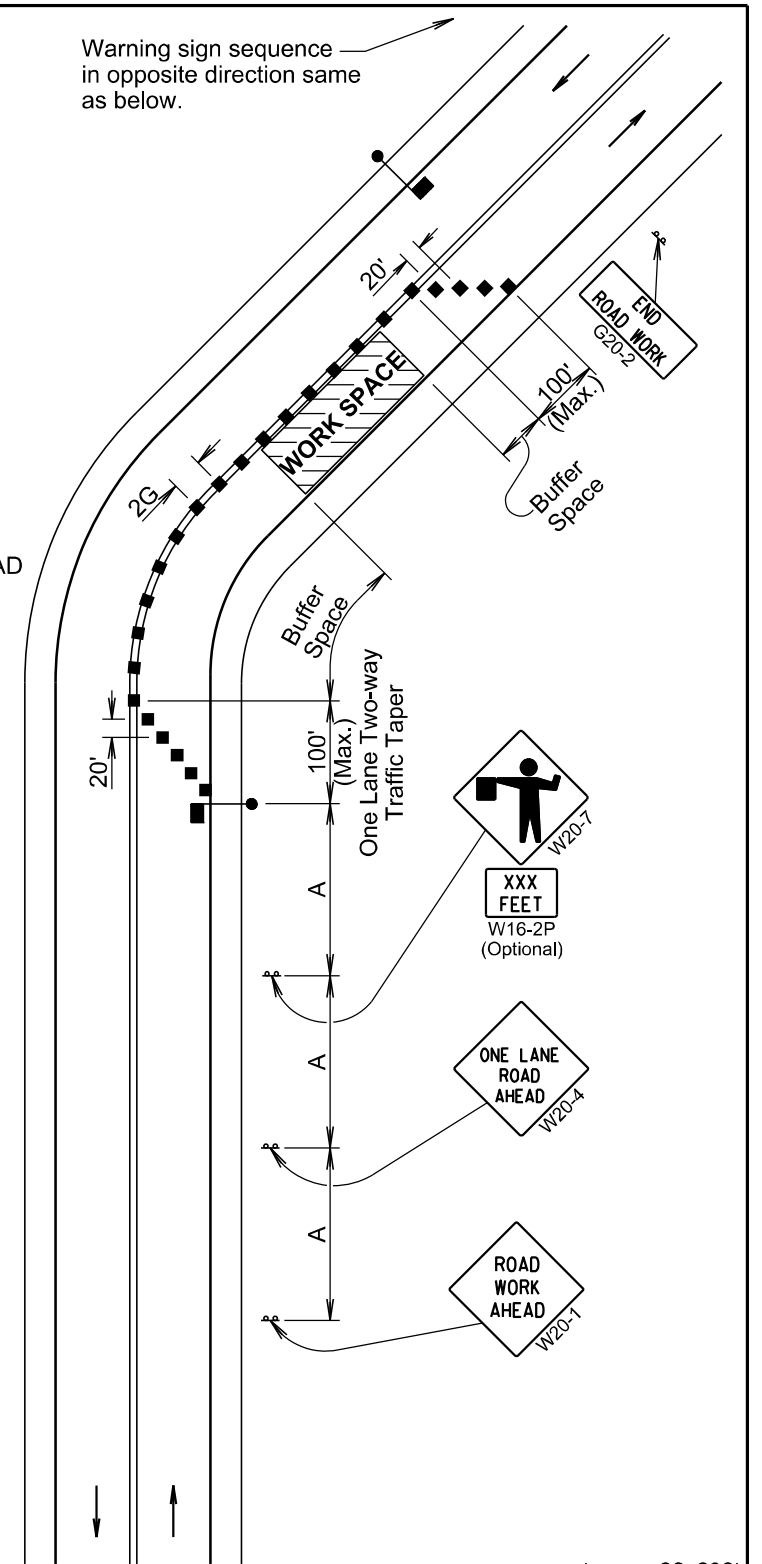 Warning sign sequence
in opposite direction same
as below.
20'
END
ROAD WORK
G20-2
100'
(Max.)
Buffer
Space
WORK SPACE
2G
AD
Buffer
Space
100'
(Max.)
One Lane Two-way
Traffic Taper
20'
W20-7
XXX
FEET
W16-2P
(Optional)
A
A
ONE LANE
ROAD
AHEAD
W20-4
A
ROAD
WORK
AHEAD
W20-1